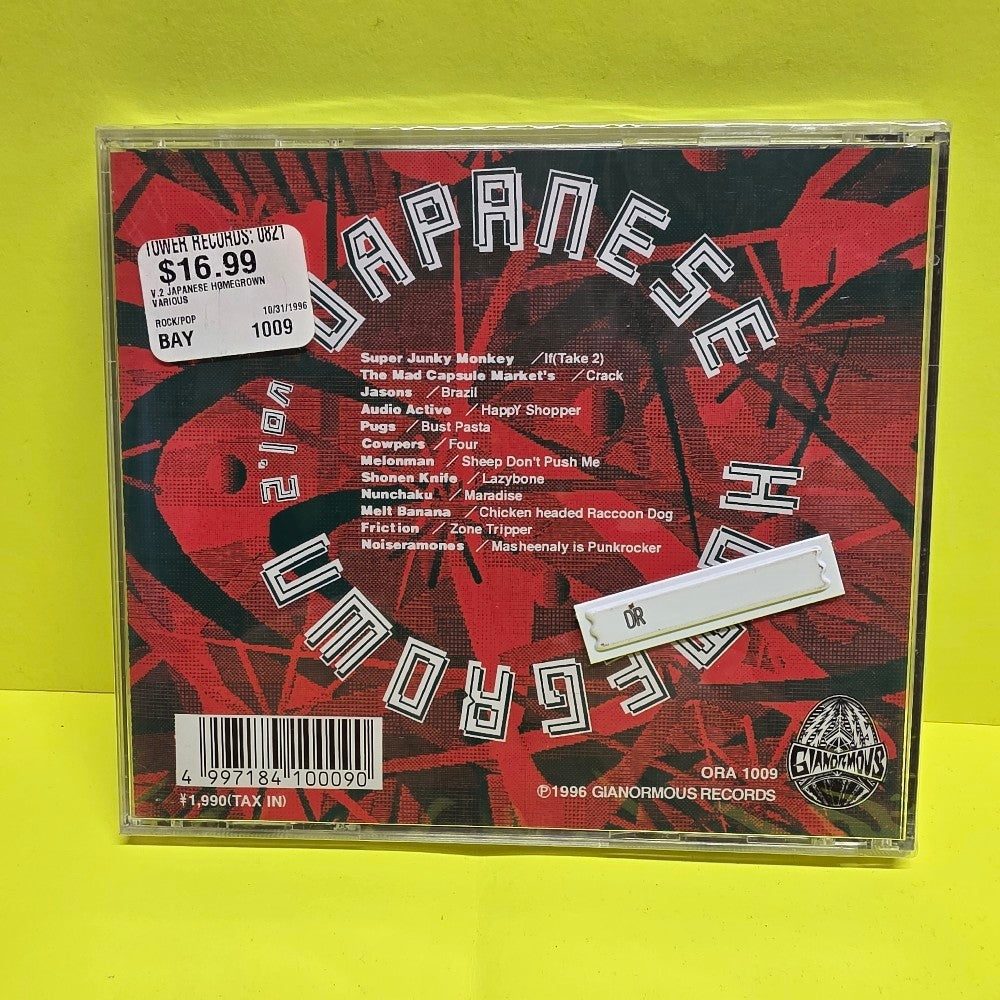 TOWER RECORDS: 0821
$16.99
V.2 JAPANESE HOMEGROWN
VARIOUS
10/31/1996
ROCK/POP
BAY 1009
JAPANESE HOMEGROWN
vol.2
Super Junky Monkey /If(Take 2)
The Mad Capsule Market's /Crack
Jasons /Brazil
Audio Active /HappY Shopper
Pugs /Bust Pasta
Cowpers /Four
Melonman /Sheep Don't Push Me
Shonen Knife /Lazybone
Nunchaku /Maradise
Melt Banana /Chicken headed Raccoon Dog
Friction /Zone Tripper
Noiseramones /Masheenaly is Punkrocker
DR
4 997184 100090
¥1,990(TAX IN)
ORA 1009
℗1996 GIANORMOUS RECORDS
GIANORMOUS